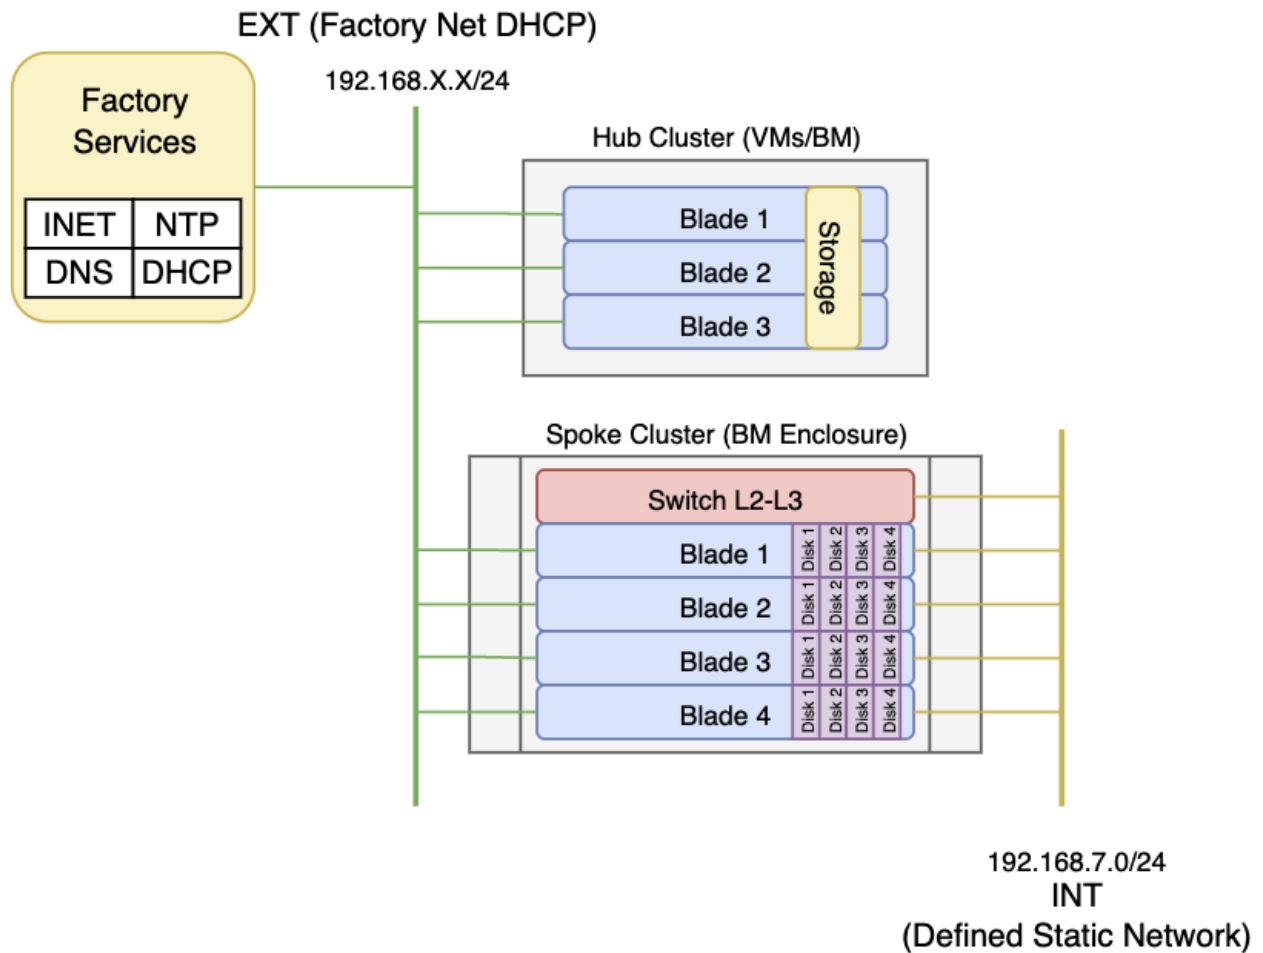 EXT (Factory Net DHCP)
192.168.X.X/24
Factory
Services
INET NTP
DNS DHCP
Hub Cluster (VMs/BM)
Blade 1
Blade 2
Blade 3
Storage
Spoke Cluster (BM Enclosure)
Switch L2-L3
Blade 1 Disk 1 Disk 2 Disk 3 Disk 4
Blade 2 Disk 1 Disk 2 Disk 3 Disk 4
Blade 3 Disk 1 Disk 2 Disk 3 Disk 4
Blade 4 Disk 1 Disk 2 Disk 3 Disk 4
192.168.7.0/24
INT
(Defined Static Network)